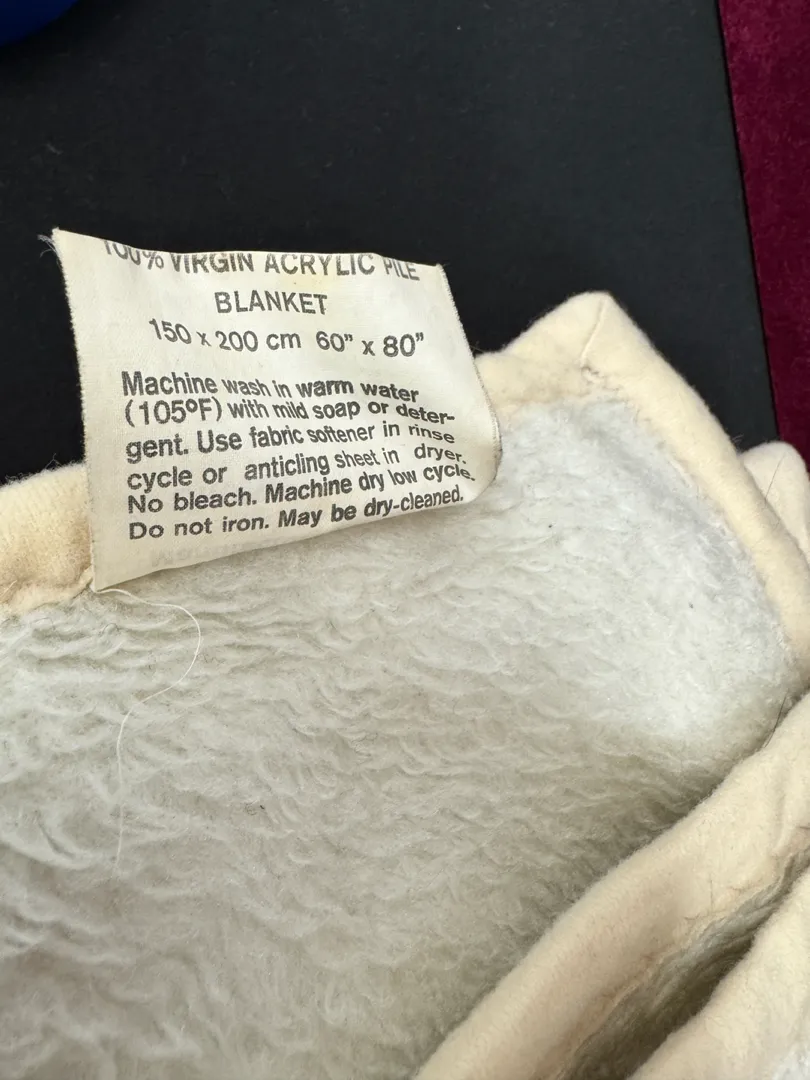 100% VIRGIN ACRYLIC PILE
BLANKET
150 x 200 cm 60" x 80"
Machine wash in warm water
(105ºF) with mild soap or deter-
gent. Use fabric softener in rinse
cycle or anticling sheet in dryer.
No bleach. Machine dry low cycle.
Do not iron. May be dry-cleaned.